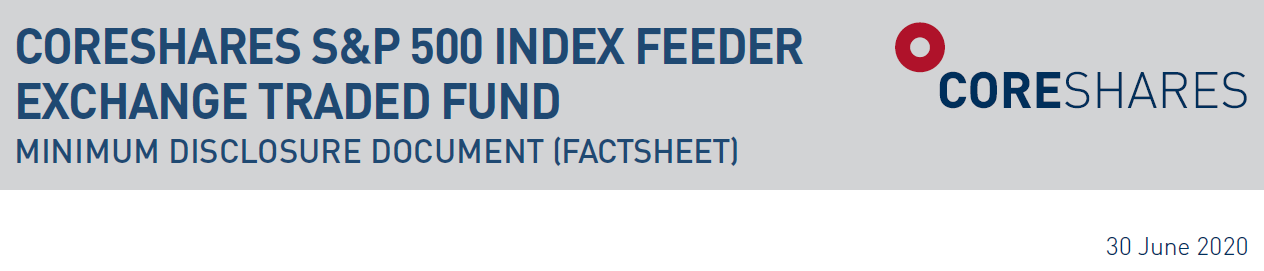 CORESHARES S&P 500 INDEX FEEDER
EXCHANGE TRADED FUND
MINIMUM DISCLOSURE DOCUMENT (FACTSHEET)
CORESHARES
30 June 2020